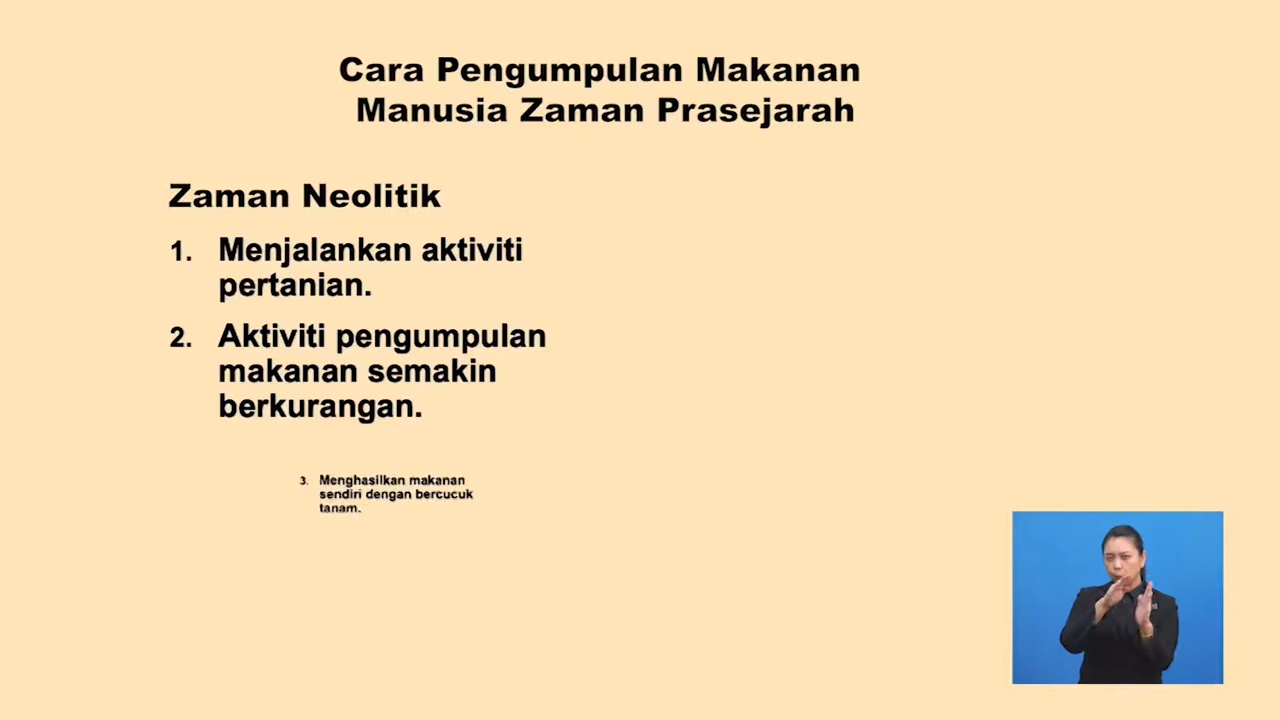 Cara Pengumpulan Makanan
Manusia Zaman Prasejarah
Zaman Neolitik
1. Menjalankan aktiviti
pertanian.
2. Aktiviti pengumpulan
makanan semakin
berkurangan.
3. Menghasilkan makanan
sendiri dengan bercucuk
tanam.